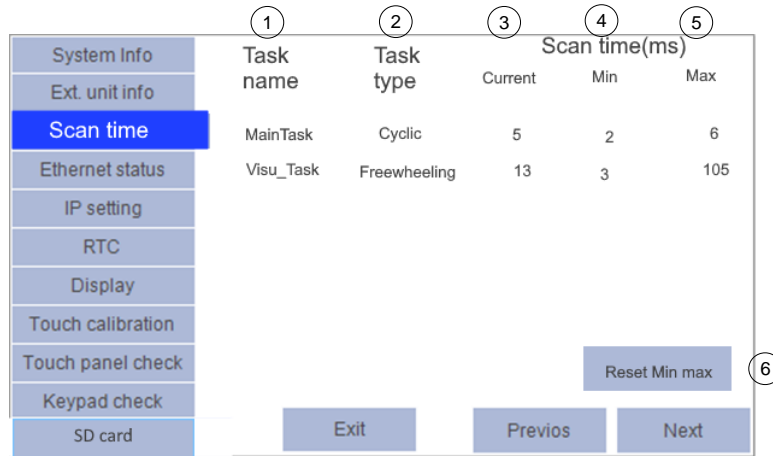 1 2 3 4 5
System Info
Ext. unit info
Scan time
Ethernet status
IP setting
RTC
Display
Touch calibration
Touch panel check
Keypad check
SD card
Task name
Task type
Scan time(ms)
Current Min Max
MainTask Cyclic 5 2 6
Visu_Task Freewheeling 13 3 105
Reset Min max 6
Exit Previos Next